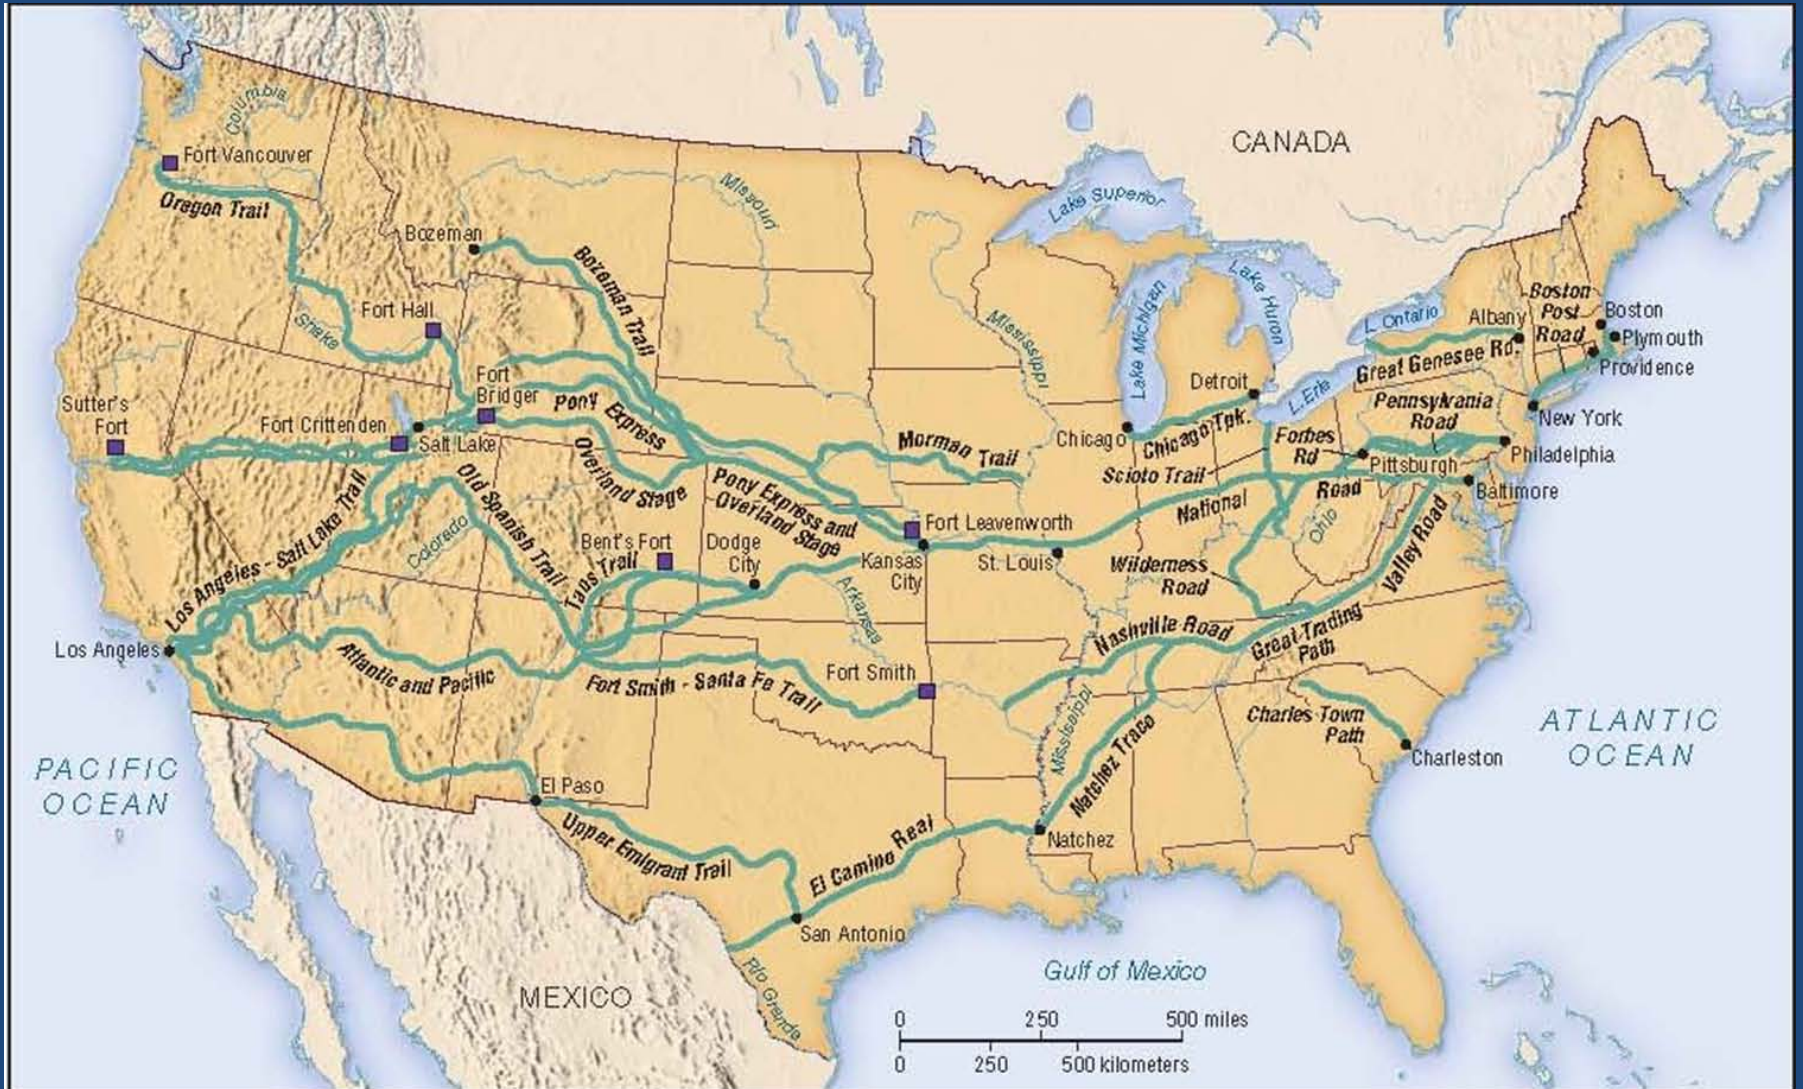 CANADA
Columbia
Fort Vancouver
Oregon Trail
Missouri
Lake Superior
Bozeman
Bozeman Trail
Lake Michigan
Lake Huron
L. Ontario
Albany
Boston
Post
Road
Boston
Plymouth
Providence
Great Genesee Rd.
Fort Hall
Snake
Mississippi
Detroit
L. Erie
Pennsylvania
Road
New York
Fort
Bridger
Pony Express
Sutter's
Fort
Fort Crittenden
Salt Lake
Overland Stage
Morman Trail
Chicago
Chicago Tpk.
Forbes
Rd
Pittsburgh
Philadelphia
Scioto Trail
National
Road
Baltimore
Old Spanish Trail
Pony Express and
Overland Stage
Fort Leavenworth
Los Angeles - Salt Lake Trail
Colorado
Bent's Fort
Taos Trail
Dodge
City
Kansas
City
St. Louis
Ohio
Valley Road
Wilderness
Road
Arkansas
Los Angeles
Atlantic and Pacific
Fort Smith - Santa Fe Trail
Fort Smith
Nashville Road
Great Trading
Path
Charles Town
Path
Charleston
Mississippi
Natchez Trace
Natchez
PACIFIC
OCEAN
ATLANTIC
OCEAN
El Paso
Upper Emigrant Trail
El Camino Real
San Antonio
Rio Grande
MEXICO
Gulf of Mexico
0 250 500 miles
0 250 500 kilometers